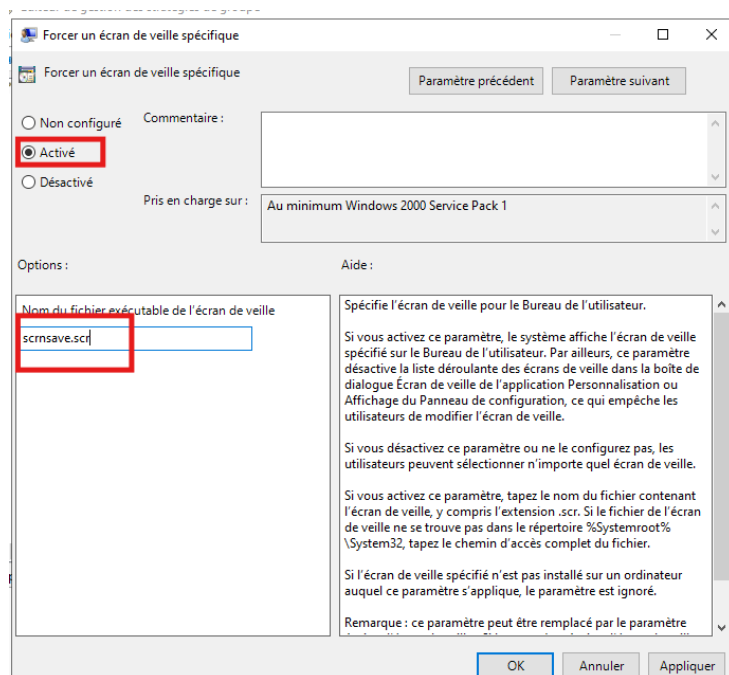 Forcer un écran de veille spécifique
Forcer un écran de veille spécifique
Paramètre précédent
Paramètre suivant
Non configuré
Commentaire :
Activé
Désactivé
Pris en charge sur :
Au minimum Windows 2000 Service Pack 1
Options :
Aide :
Nom du fichier exécutable de l'écran de veille
scrnsave.scr
Spécifie l'écran de veille pour le Bureau de l'utilisateur.
Si vous activez ce paramètre, le système affiche l'écran de veille
spécifié sur le Bureau de l'utilisateur. Par ailleurs, ce paramètre
désactive la liste déroulante des écrans de veille dans la boîte de
dialogue Écran de veille de l'application Personnalisation ou
Affichage du Panneau de configuration, ce qui empêche les
utilisateurs de modifier l'écran de veille.
Si vous désactivez ce paramètre ou ne le configurez pas, les
utilisateurs peuvent sélectionner n'importe quel écran de veille.
Si vous activez ce paramètre, tapez le nom du fichier contenant
l'écran de veille, y compris l'extension .scr. Si le fichier de l'écran
de veille ne se trouve pas dans le répertoire %Systemroot%
\System32, tapez le chemin d'accès complet du fichier.
Si l'écran de veille spécifié n'est pas installé sur un ordinateur
auquel ce paramètre s'applique, le paramètre est ignoré.
Remarque : ce paramètre peut être remplacé par le paramètre
OK
Annuler
Appliquer